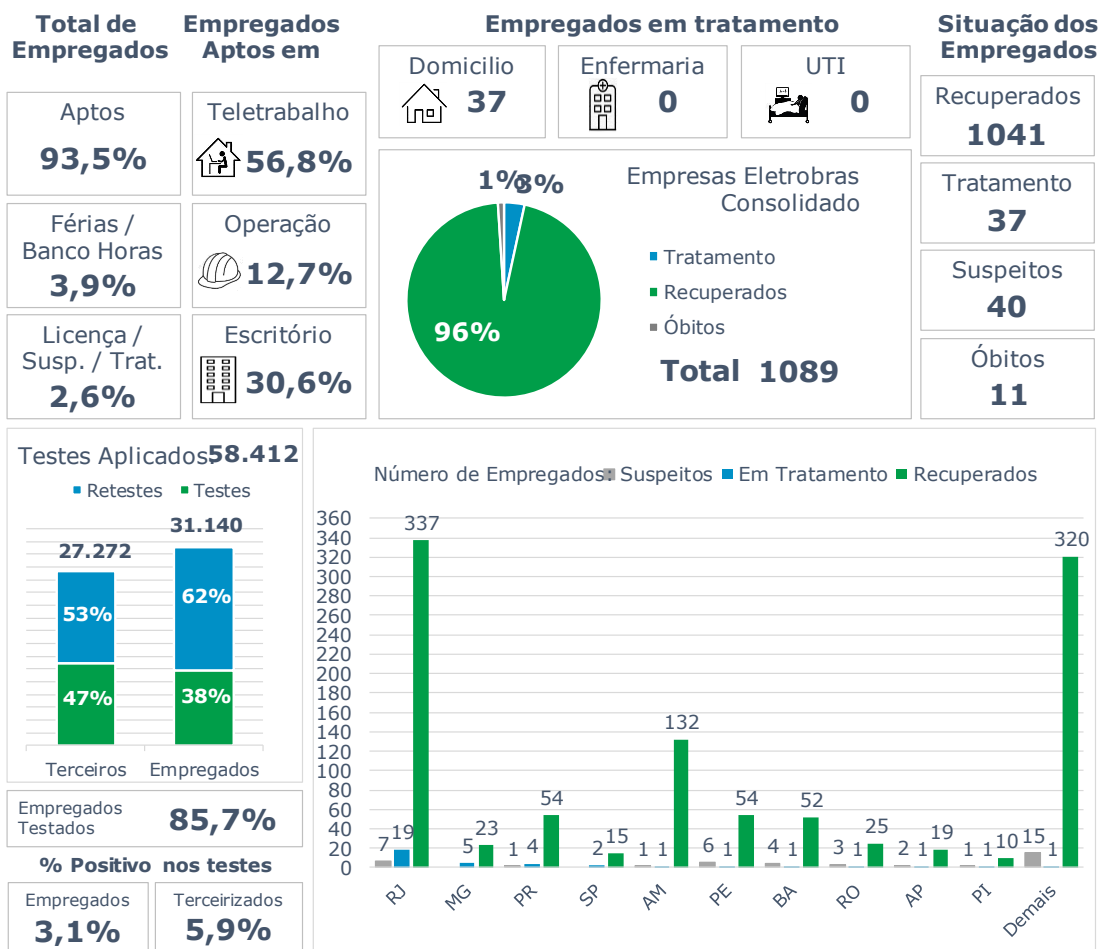 Total de
Empregados
Empregados
Aptos em
Empregados em tratamento
Situação dos
Empregados
Aptos
93,5%
Férias /
Banco Horas
3,9%
Licença /
Susp. / Trat.
2,6%
Teletrabalho
56,8%
Operação
12,7%
Escritório
30,6%
Domicilio
37
Enfermaria
0
UTI
0
Empresas Eletrobras
Consolidado
1%
3%
96%
Tratamento
Recuperados
Óbitos
Total 1089
Recuperados
1041
Tratamento
37
Suspeitos
40
Óbitos
11
Testes Aplicados: 58.412
Retestes Testes
27.272
31.140
53%
62%
47%
38%
Terceiros Empregados
Empregados
Testados
85,7%
% Positivo nos testes
Empregados
3,1%
Terceirizados
5,9%
Número de Empregados: Suspeitos Em Tratamento Recuperados
360
340
320
300
280
260
240
220
200
180
160
140
120
100
80
60
40
20
0
7 19 337
5 23
1 4 54
2 15
1 1 132
6 1 54
4 1 52
3 1 25
2 1 19
1 1 10
15 1 320
RJ MG PR SP AM PE BA RO AP PI Demais